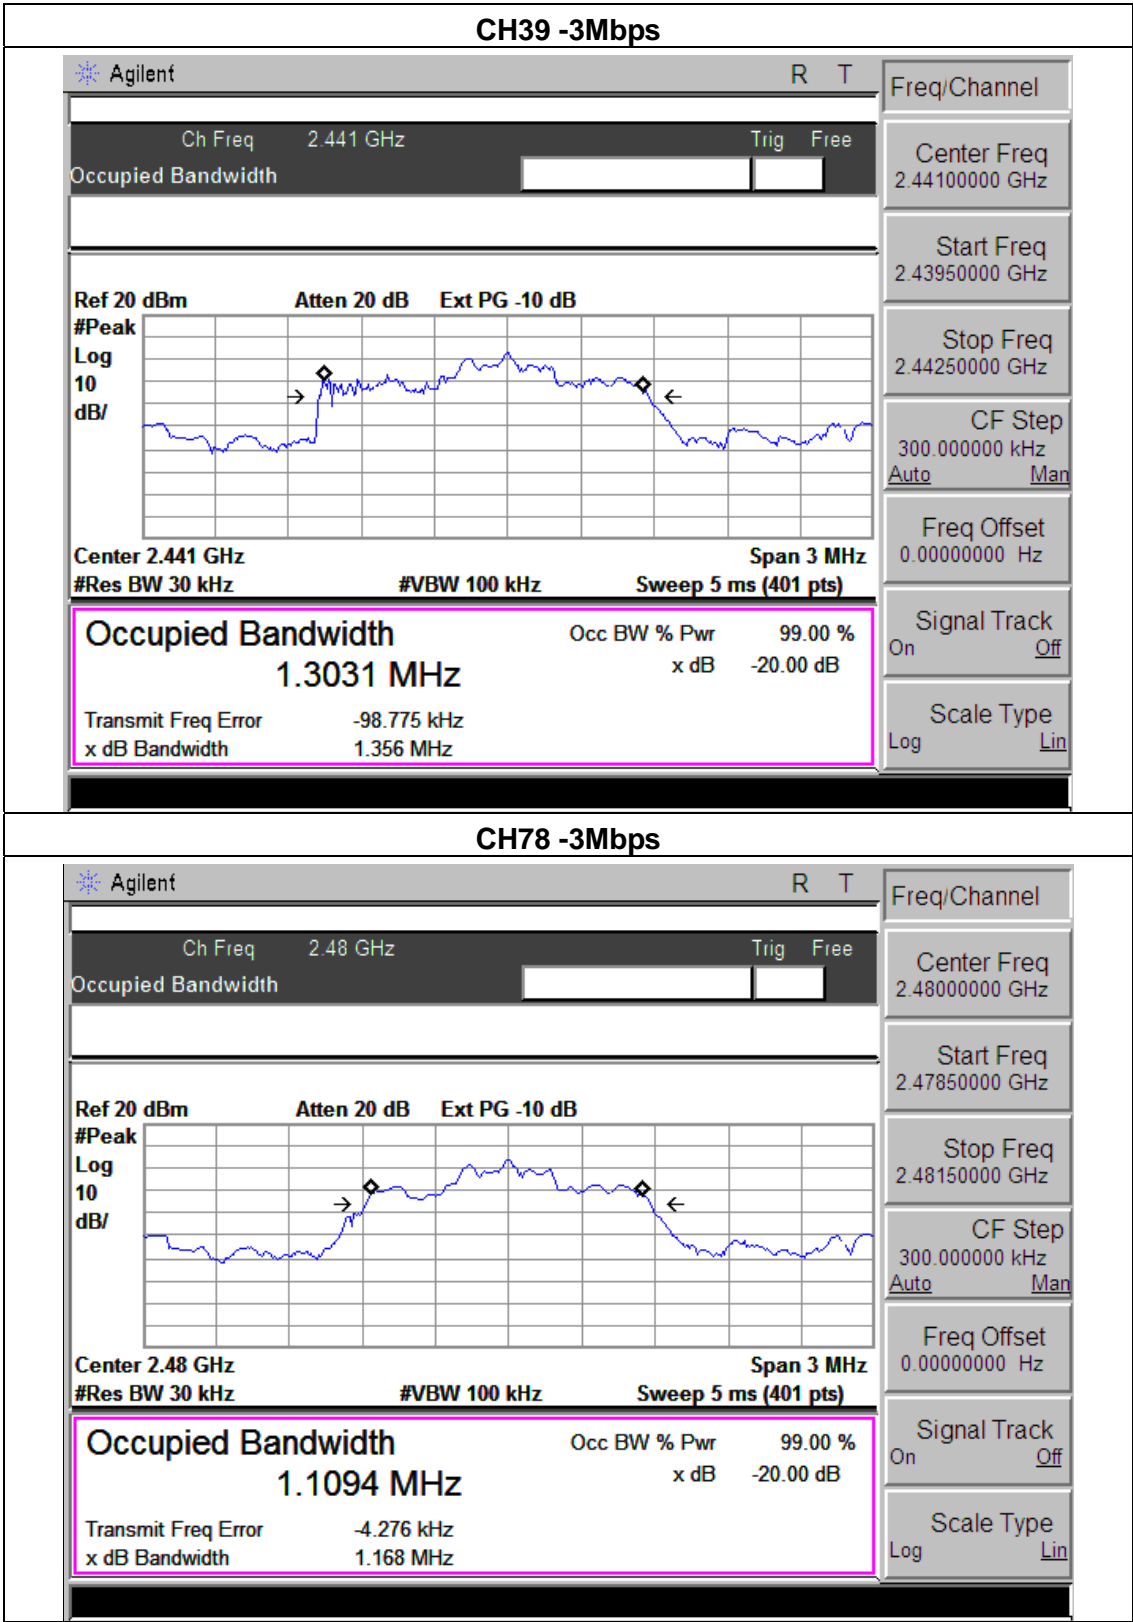 CH39 -3Mbps
Agilent R T
Freq/Channel
Ch Freq 2.441 GHz Trig Free
Occupied Bandwidth
Center Freq
2.44100000 GHz
Start Freq
2.43950000 GHz
Stop Freq
2.44250000 GHz
CF Step
300.000000 kHz
Auto Man
Freq Offset
0.00000000 Hz
Signal Track
On Off
Scale Type
Log Lin
Ref 20 dBm Atten 20 dB Ext PG -10 dB
#Peak
Log
10
dB/
Center 2.441 GHz Span 3 MHz
#Res BW 30 kHz #VBW 100 kHz Sweep 5 ms (401 pts)
Occupied Bandwidth Occ BW % Pwr 99.00 %
1.3031 MHz x dB -20.00 dB
Transmit Freq Error -98.775 kHz
x dB Bandwidth 1.356 MHz
CH78 -3Mbps
Agilent R T
Freq/Channel
Ch Freq 2.48 GHz Trig Free
Occupied Bandwidth
Center Freq
2.48000000 GHz
Start Freq
2.47850000 GHz
Stop Freq
2.48150000 GHz
CF Step
300.000000 kHz
Auto Man
Freq Offset
0.00000000 Hz
Signal Track
On Off
Scale Type
Log Lin
Ref 20 dBm Atten 20 dB Ext PG -10 dB
#Peak
Log
10
dB/
Center 2.48 GHz Span 3 MHz
#Res BW 30 kHz #VBW 100 kHz Sweep 5 ms (401 pts)
Occupied Bandwidth Occ BW % Pwr 99.00 %
1.1094 MHz x dB -20.00 dB
Transmit Freq Error -4.276 kHz
x dB Bandwidth 1.168 MHz